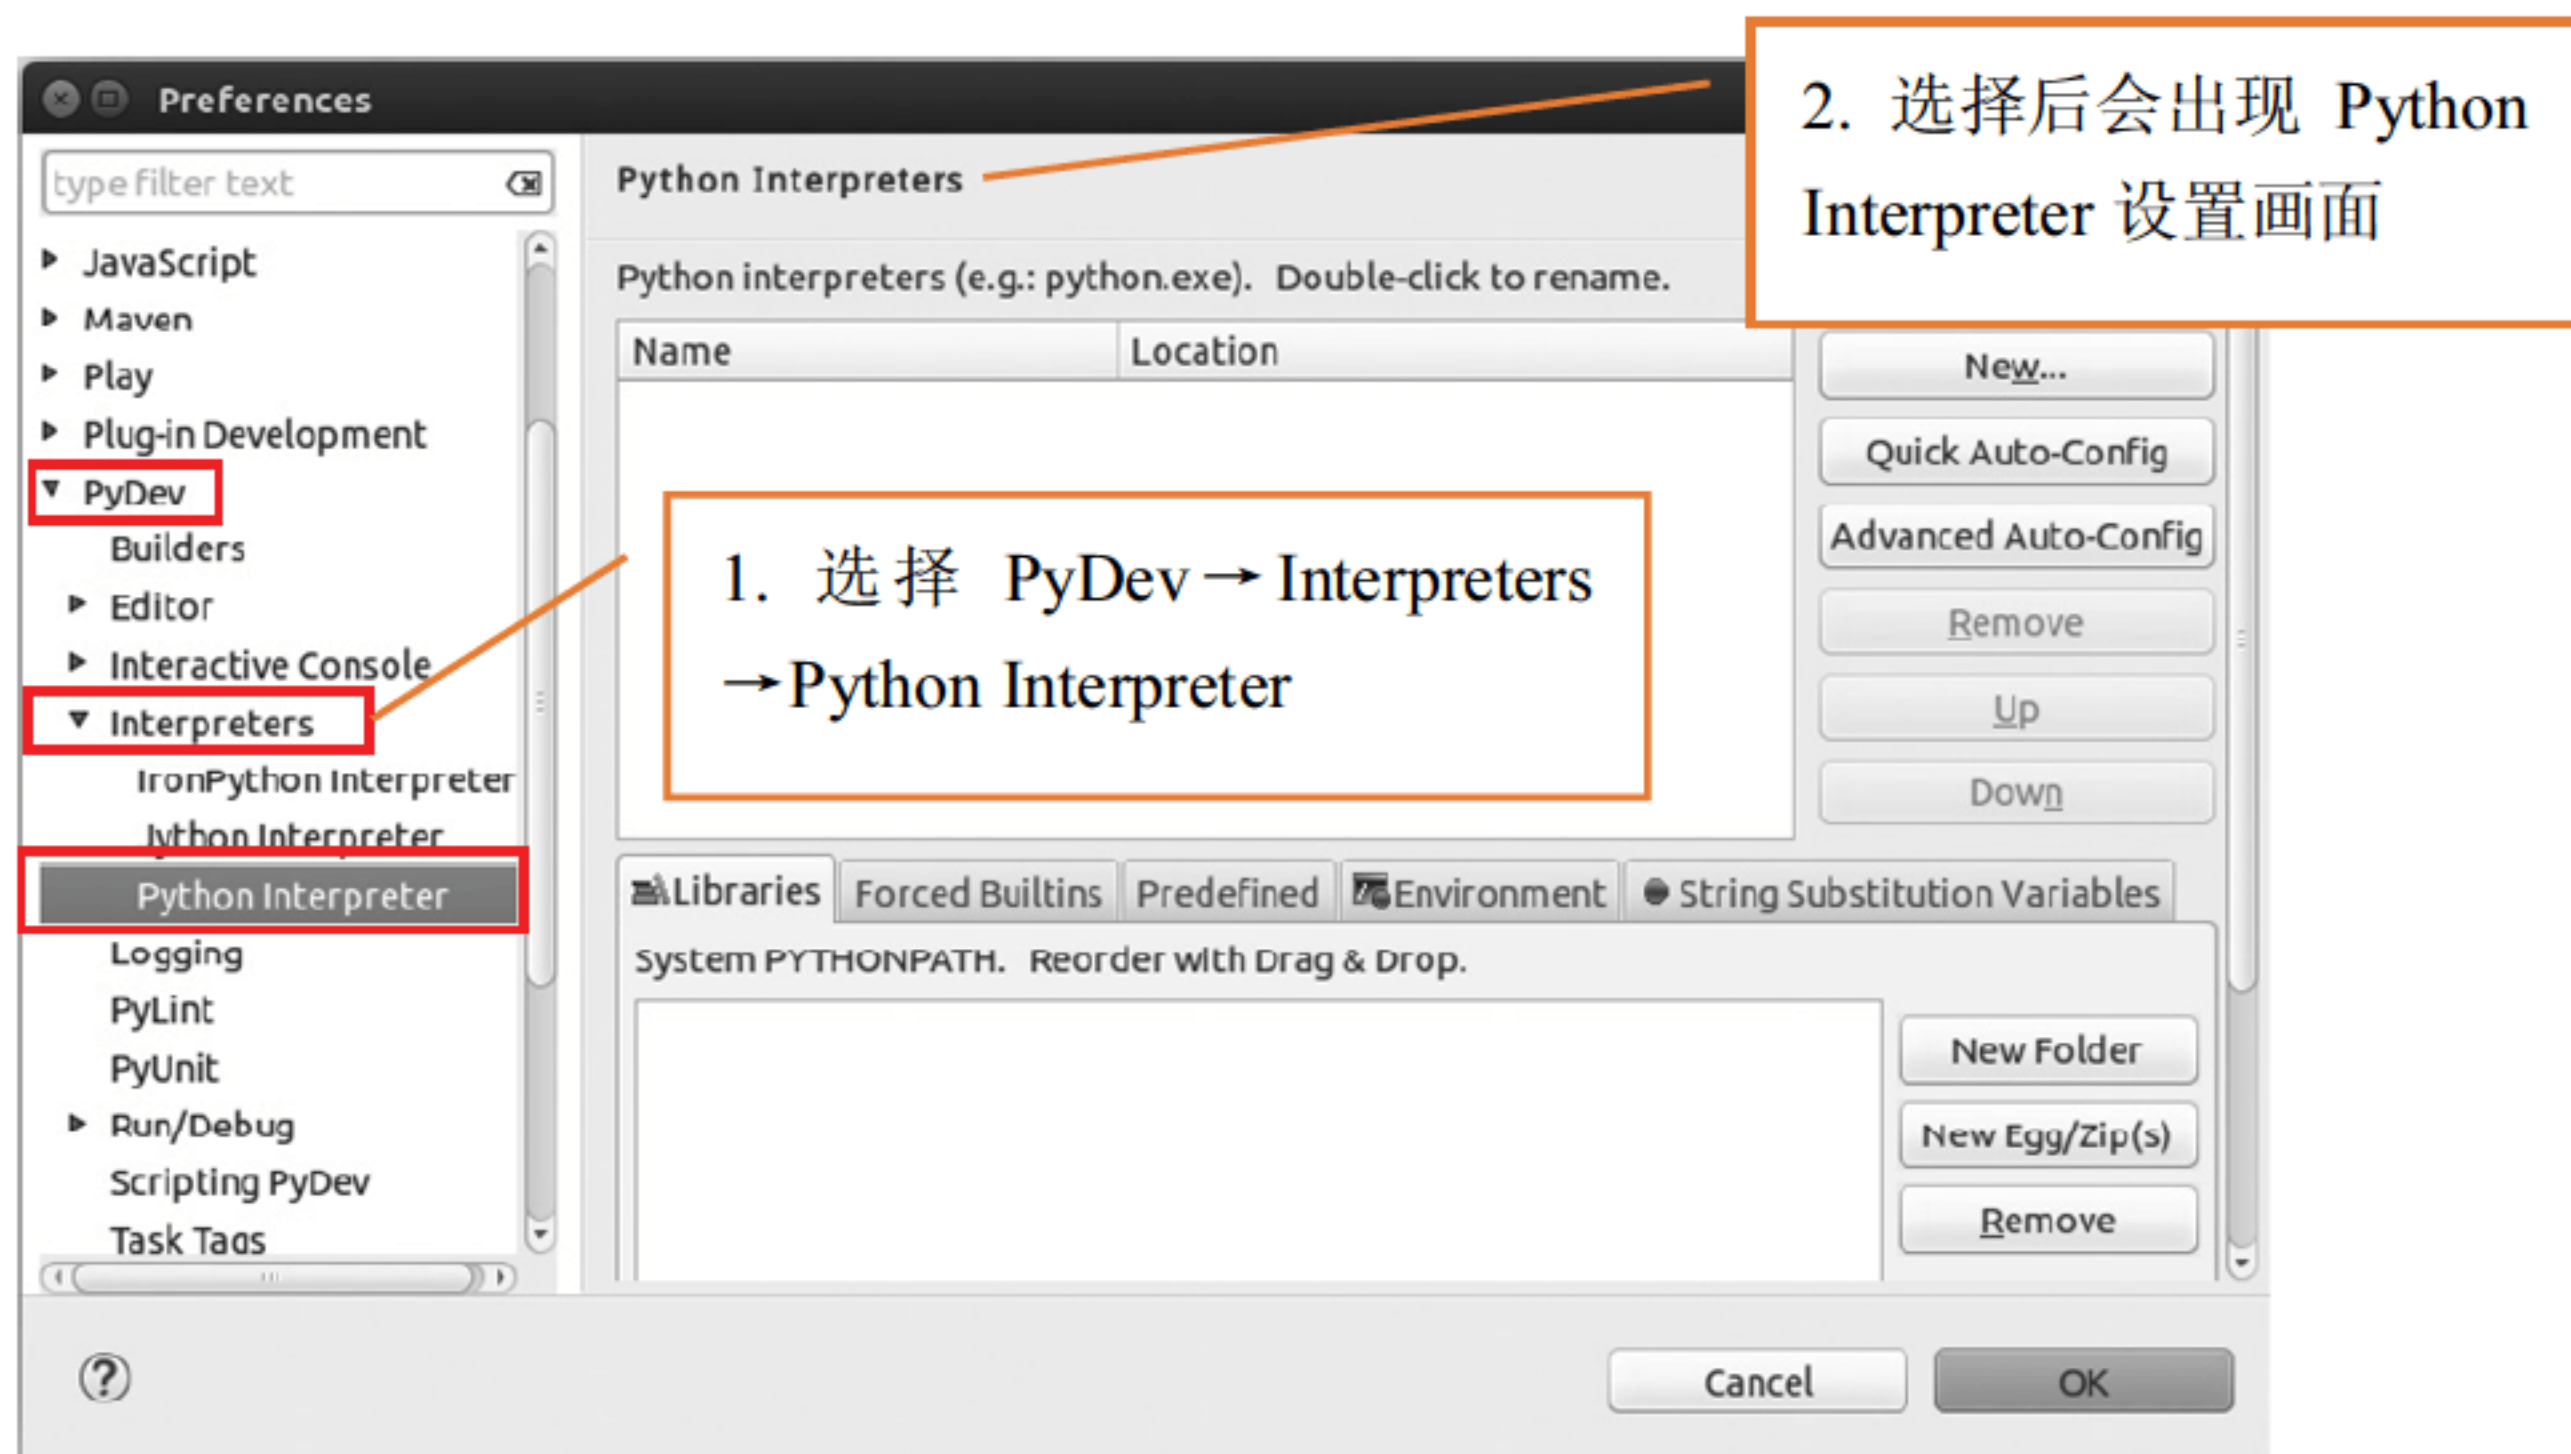 Preferences
2. 选择后会出现 Python
Interpreter 设置画面
type filter text
JavaScript
Maven
Play
Plug-in Development
PyDev
Builders
Editor
Interactive Console
Interpreters
IronPython Interpreter
Jython Interpreter
Python Interpreter
Logging
PyLint
PyUnit
Run/Debug
Scripting PyDev
Task Tags
Python Interpreters
Python interpreters (e.g.: python.exe). Double-click to rename.
Name Location
1. 选择 PyDev→Interpreters
→Python Interpreter
New...
Quick Auto-Config
Advanced Auto-Config
Remove
Up
Down
Libraries Forced Builtins Predefined Environment String Substitution Variables
System PYTHONPATH. Reorder with Drag & Drop.
New Folder
New Egg/Zip(s)
Remove
?
Cancel OK